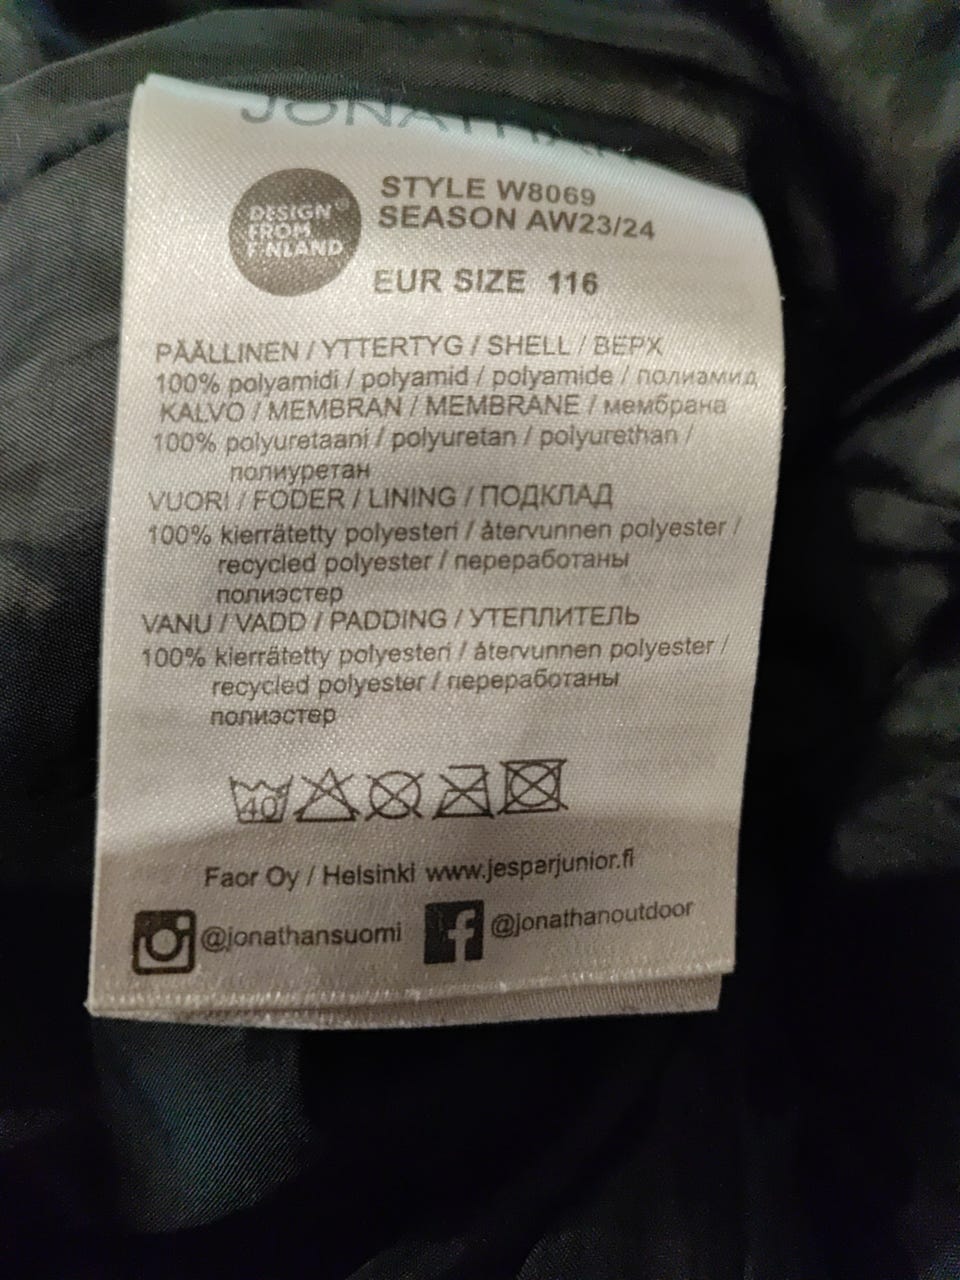 JONATHAN
DESIGN
FROM
FINLAND
STYLE W8069
SEASON AW23/24
EUR SIZE 116
PÄÄLLINEN / YTTERTYG / SHELL / ВЕРХ
100% polyamidi / polyamid / polyamide / полиамид
KALVO / MEMBRAN / MEMBRANE / мембрана
100% polyuretaani / polyuretan / polyurethan /
полиуретан
VUORI / FODER / LINING / ПОДКЛАД
100% kierrätetty polyesteri / återvunnen polyester /
recycled polyester / переработаны
полиэстер
VANU / VADD / PADDING / УТЕПЛИТЕЛЬ
100% kierrätetty polyesteri / återvunnen polyester /
recycled polyester / переработаны
полиэстер
40
Faor Oy / Helsinki www.jesparjunior.fi
@jonathansuomi f @jonathanoutdoor